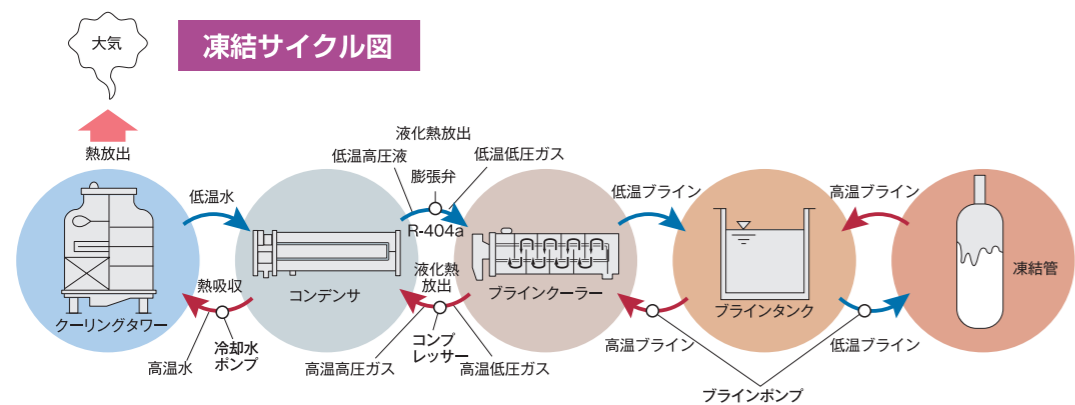 大気
凍結サイクル図
熱放出
液化熱放出
低温高圧液
低温低圧ガス
膨張弁
低温水
低温ブライン
高温ブライン
R-404a
熱吸収
液化熱
放出
コンデンサ
ブラインクーラー
ブラインタンク
凍結管
クーリングタワー
高温水
冷却水
ポンプ
高温高圧ガス
コンプ
レッサー
高温低圧ガス
高温ブライン
低温ブライン
ブラインポンプ